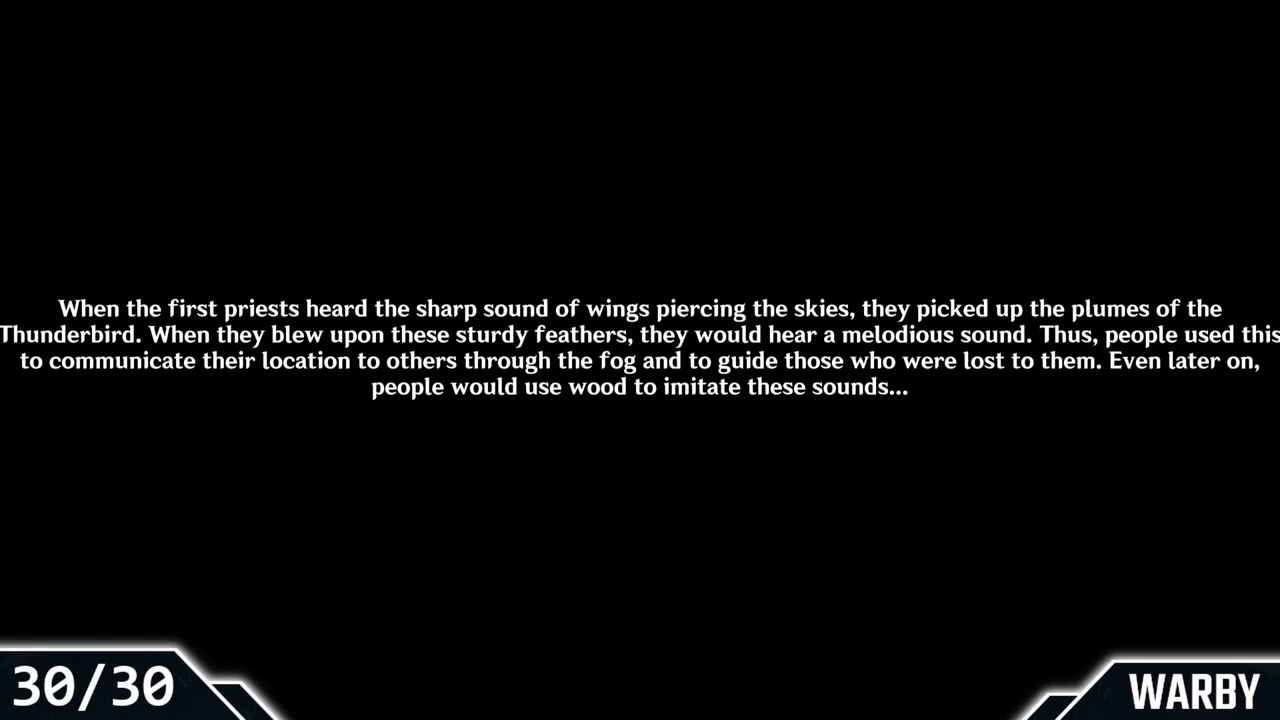 When the first priests heard the sharp sound of wings piercing the skies, they picked up the plumes of the
Thunderbird. When they blew upon these sturdy feathers, they would hear a melodious sound. Thus, people used this
to communicate their location to others through the fog and to guide those who were lost to them. Even later on,
people would use wood to imitate these sounds...
30/30
WARBY